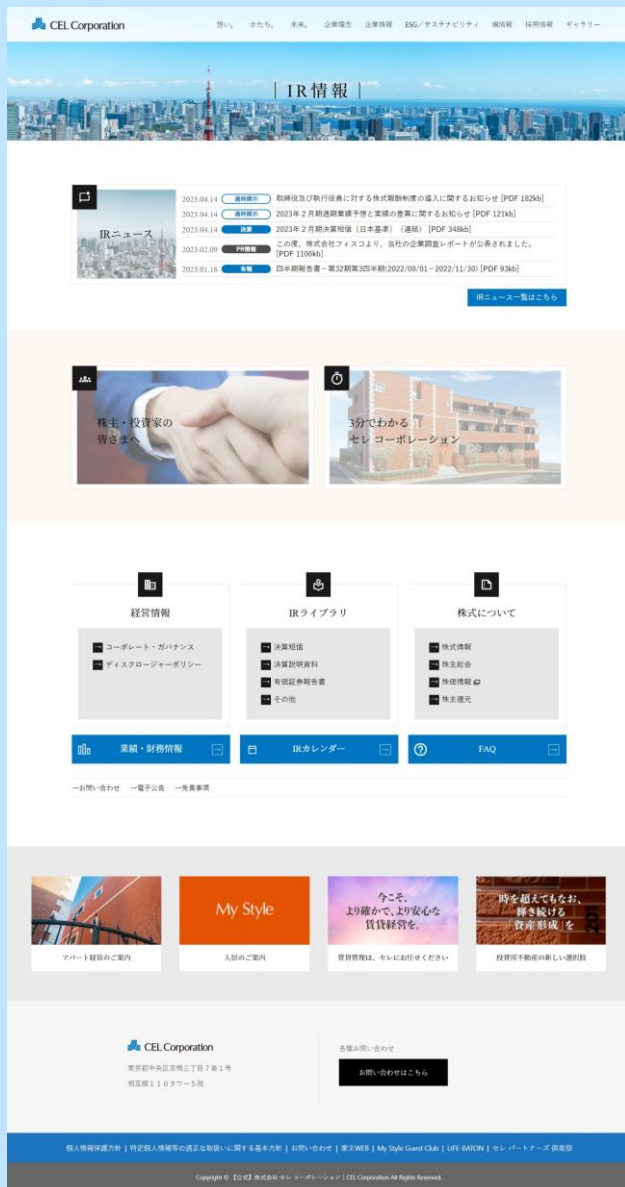 CEL Corporation
想い。 かたち。 未来。 企業理念 企業情報 ESG／サステナビリティ IR情報 採用情報 ギャラリー
IR情報
IRニュース
2023.04.14 適時開示 取締役及び執行役員に対する株式報酬制度の導入に関するお知らせ [PDF 182kb]
2023.04.14 適時開示 2023年２月期通期業績予想と実績の差異に関するお知らせ [PDF 121kb]
2023.04.14 決算 2023年２月期決算短信（日本基準）（連結） [PDF 348kb]
2023.02.09 PR情報 この度、株式会社フィスコより、当社の企業調査レポートが公表されました。
[PDF 1106kb]
2023.01.16 有報 四半期報告書－第32期第3四半期(2022/09/01－2022/11/30) [PDF 93kb]
IRニュース一覧はこちら
株主・投資家の
皆さまへ
3分でわかる
セレ コーポレーション
経営情報
コーポレート・ガバナンス
ディスクロージャーポリシー
IRライブラリ
決算短信
決算説明資料
有価証券報告書
その他
株式について
株式情報
株主総会
株価情報
株主還元
業績・財務情報
IRカレンダー
FAQ
お問い合わせ 電子公告 免責事項
My Style
今こそ、
より確かで、より安心な
賃貸経営を。
時を超えてもなお、
輝き続ける
「資産形成」を
201
アパート経営のご案内
入居のご案内
賃貸管理は、セレにお任せください
投資用不動産の新しい選択肢
CEL Corporation
東京都中央区京橋三丁目７番１号
相互館１１０タワー５階
各種お問い合わせ
お問い合わせはこちら
個人情報保護方針 | 特定個人情報等の適正な取扱いに関する基本方針 | お問い合わせ | 家主WEB | My Style Guest Club | LIFE-BATON | セレ パートナーズ 倶楽部
Copyright © 【公式】株式会社 セレ コーポレーション | CEL Corporation All Rights Reserved.